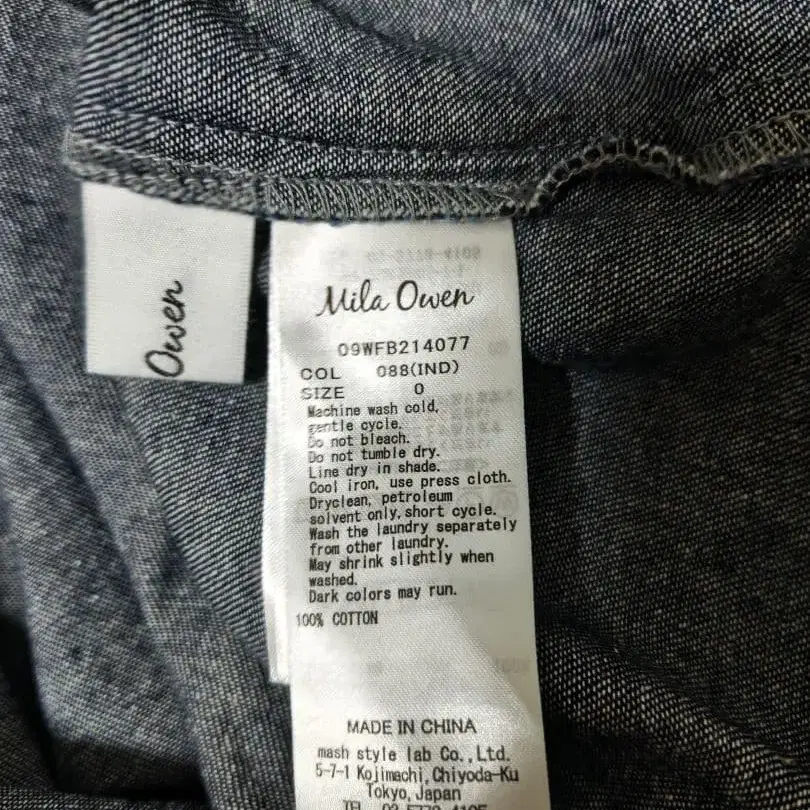 Owen
Mila Owen
09WFB214077
COL 088(IND)
SIZE 0
Machine wash cold,
gentle cycle.
Do not bleach.
Do not tumble dry.
Line dry in shade.
Cool iron, use press cloth.
Dryclean, petroleum
solvent only, short cycle.
Wash the laundry separately
from other laundry.
May shrink slightly when
washed.
Dark colors may run.
100% COTTON
MADE IN CHINA
mash style lab Co.,Ltd.
5-7-1 Kojimachi,Chiyoda-Ku
Tokyo,Japan
TEL